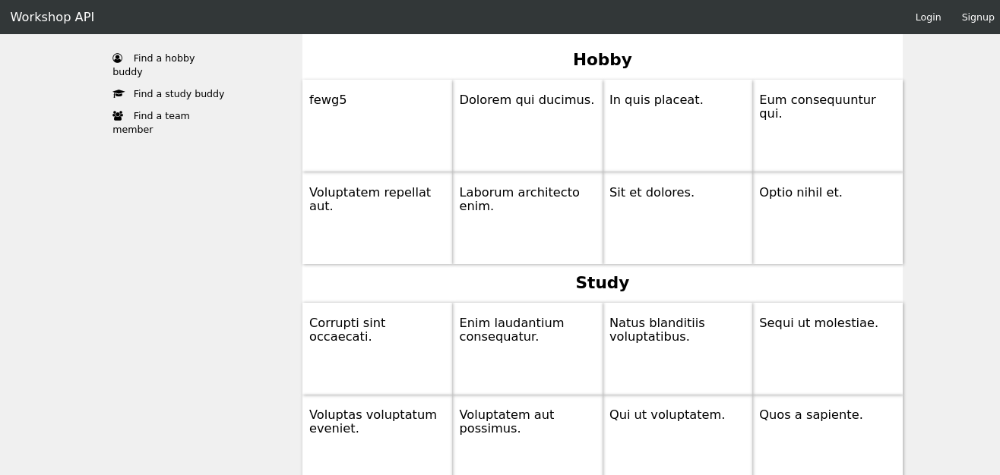 Workshop API
Login
Signup
Find a hobby
buddy
Find a study buddy
Find a team
member
Hobby
fewg5
Dolorem qui ducimus.
In quis placeat.
Eum consequuntur
qui.
Voluptatem repellat
aut.
Laborum architecto
enim.
Sit et dolores.
Optio nihil et.
Study
Corrupti sint
occaecati.
Enim laudantium
consequatur.
Natus blanditiis
voluptatibus.
Sequi ut molestiae.
Voluptas voluptatum
eveniet.
Voluptatem aut
possimus.
Qui ut voluptatem.
Quos a sapiente.